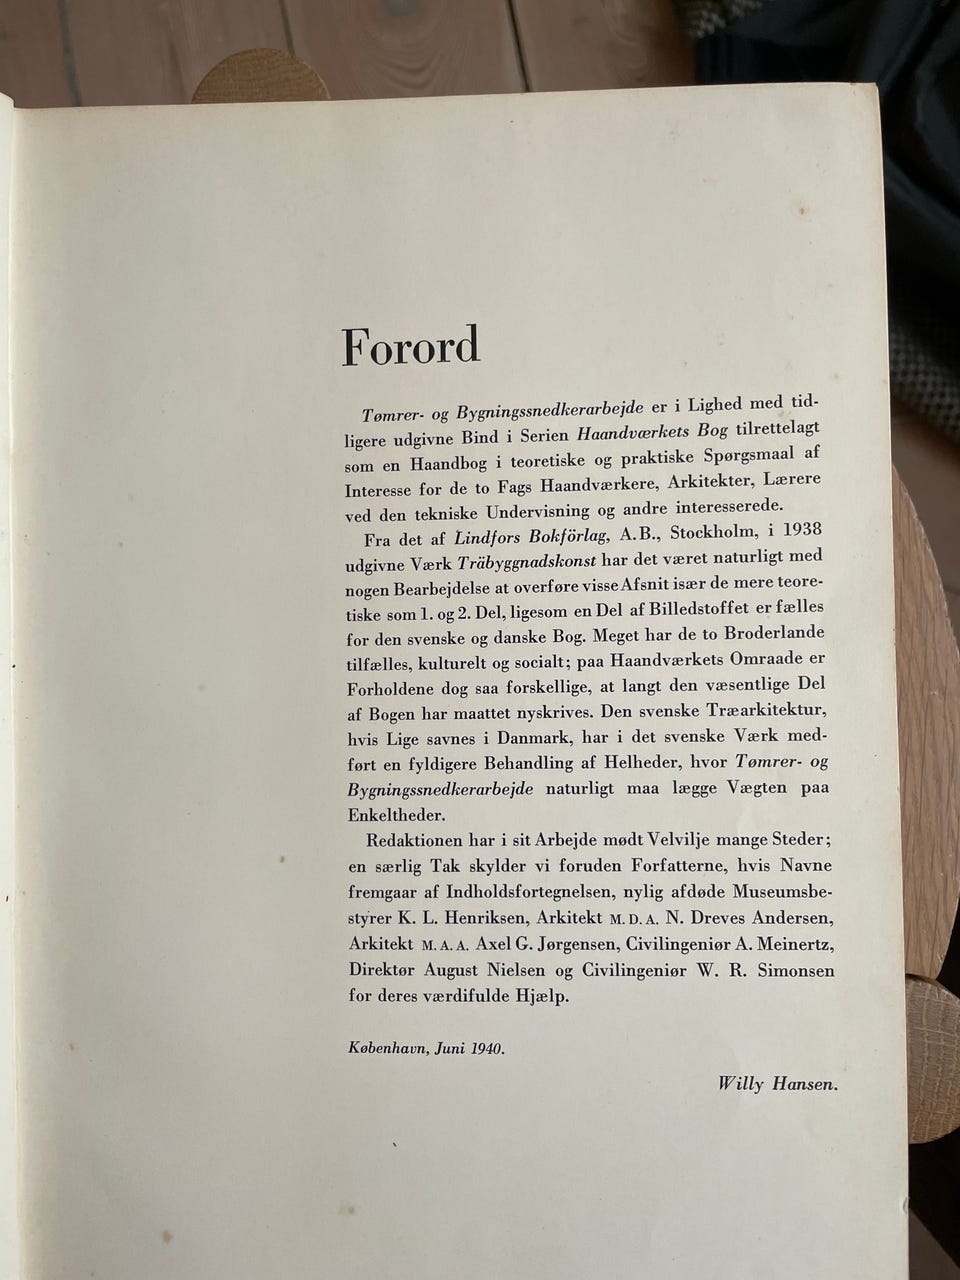 Forord
Tømrer- og Bygningssnedkerarbejde er i Lighed med tid-
ligere udgivne Bind i Serien Haandværkets Bog tilrettelagt
som en Haandbog i teoretiske og praktiske Spørgsmaal af
Interesse for de to Fags Haandværkere, Arkitekter, Lærere
ved den tekniske Undervisning og andre interesserede.
Fra det af Lindfors Bokförlag, A.B., Stockholm, i 1938
udgivne Værk Träbyggnadskonst har det været naturligt med
nogen Bearbejdelse at overføre visse Afsnit især de mere teore-
tiske som 1. og 2. Del, ligesom en Del af Billedstoffet er fælles
for den svenske og danske Bog. Meget har de to Broderlande
tilfælles, kulturelt og socialt; paa Haandværkets Omraade er
Forholdene dog saa forskellige, at langt den væsentlige Del
af Bogen har maattet nyskrives. Den svenske Træarkitektur,
hvis Lige savnes i Danmark, har i det svenske Værk med-
ført en fyldigere Behandling af Helheder, hvor Tømrer- og
Bygningssnedkerarbejde naturligt maa lægge Vægten paa
Enkeltheder.
Redaktionen har i sit Arbejde mødt Velvilje mange Steder;
en særlig Tak skylder vi foruden Forfatterne, hvis Navne
fremgaar af Indholdsfortegnelsen, nylig afdøde Museumsbe-
styrer K. L. Henriksen, Arkitekt M.D.A. N. Dreves Andersen,
Arkitekt M.A.A. Axel G. Jørgensen, Civilingeniør A. Meinertz,
Direktør August Nielsen og Civilingeniør W. R. Simonsen
for deres værdifulde Hjælp.
København, Juni 1940.
Willy Hansen.